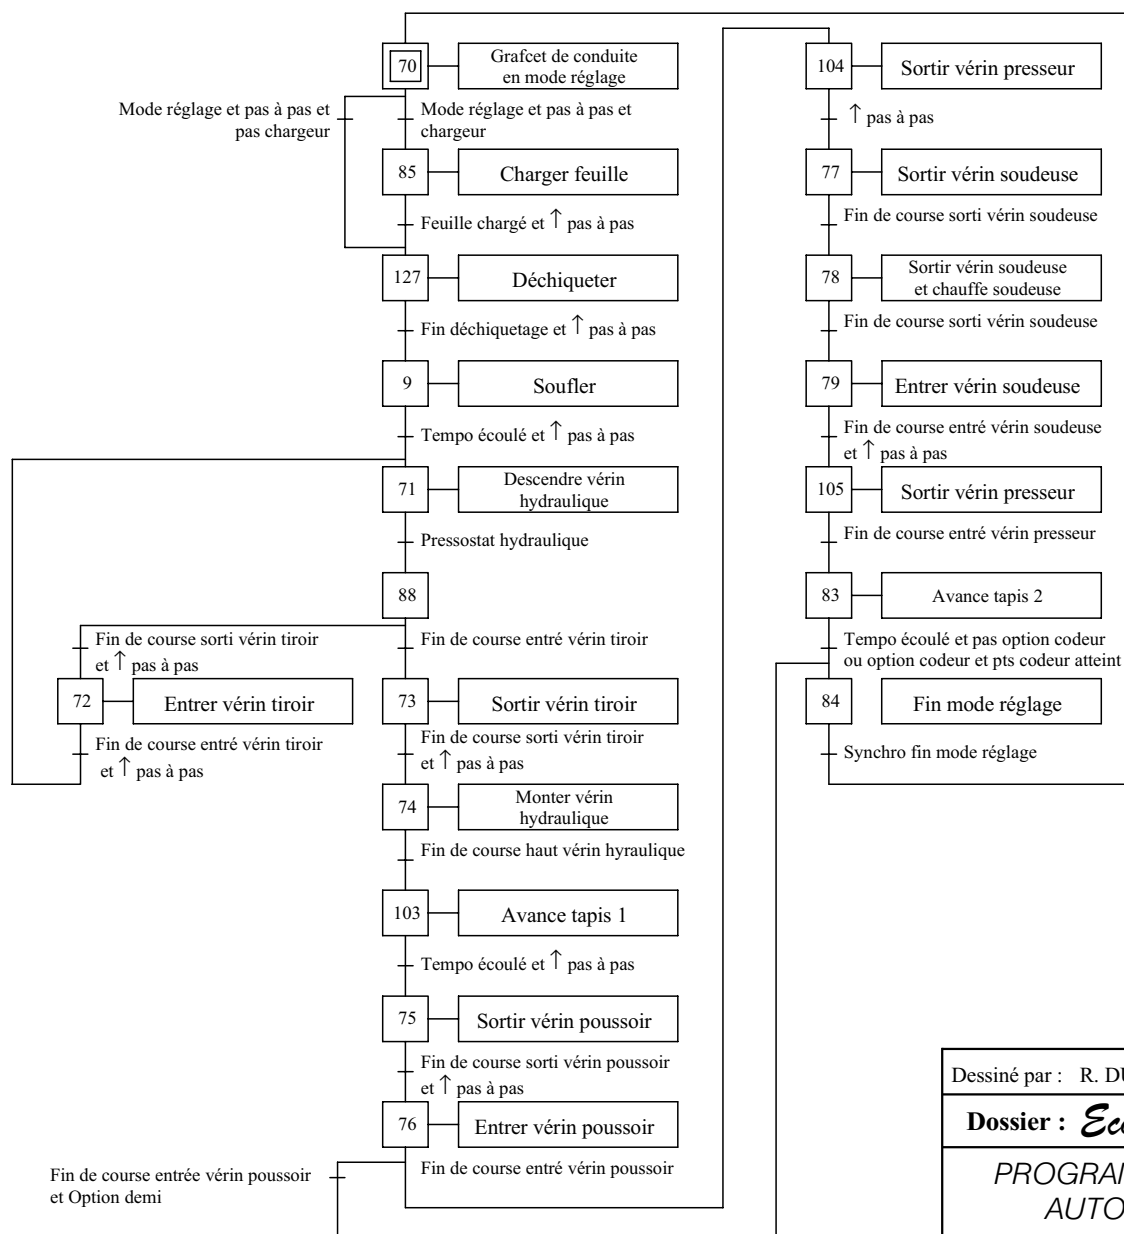 70
Grafcet de conduite
en mode réglage
Mode réglage et pas à pas et
pas chargeur
Mode réglage et pas à pas et
chargeur
85
Charger feuille
Feuille chargé et ↑ pas à pas
127
Déchiqueter
Fin déchiquetage et ↑ pas à pas
9
Soufler
Tempo écoulé et ↑ pas à pas
71
Descendre vérin
hydraulique
Pressostat hydraulique
88
Fin de course sorti vérin tiroir
et ↑ pas à pas
Fin de course entré vérin tiroir
72
Entrer vérin tiroir
73
Sortir vérin tiroir
Fin de course entré vérin tiroir
et ↑ pas à pas
Fin de course sorti vérin tiroir
et ↑ pas à pas
74
Monter vérin
hydraulique
Fin de course haut vérin hyraulique
103
Avance tapis 1
Tempo écoulé et ↑ pas à pas
75
Sortir vérin poussoir
Fin de course sorti vérin poussoir
et ↑ pas à pas
76
Entrer vérin poussoir
Fin de course entrée vérin poussoir
et Option demi
Fin de course entré vérin poussoir
104
Sortir vérin presseur
↑ pas à pas
77
Sortir vérin soudeuse
Fin de course sorti vérin soudeuse
78
Sortir vérin soudeuse
et chauffe soudeuse
Fin de course sorti vérin soudeuse
79
Entrer vérin soudeuse
Fin de course entré vérin soudeuse
et ↑ pas à pas
105
Sortir vérin presseur
Fin de course entré vérin presseur
83
Avance tapis 2
Tempo écoulé et pas option codeur
ou option codeur et pts codeur atteint
84
Fin mode réglage
Synchro fin mode réglage
Dessiné par : R. DU
Dossier : Eco
PROGRAM
AUTO